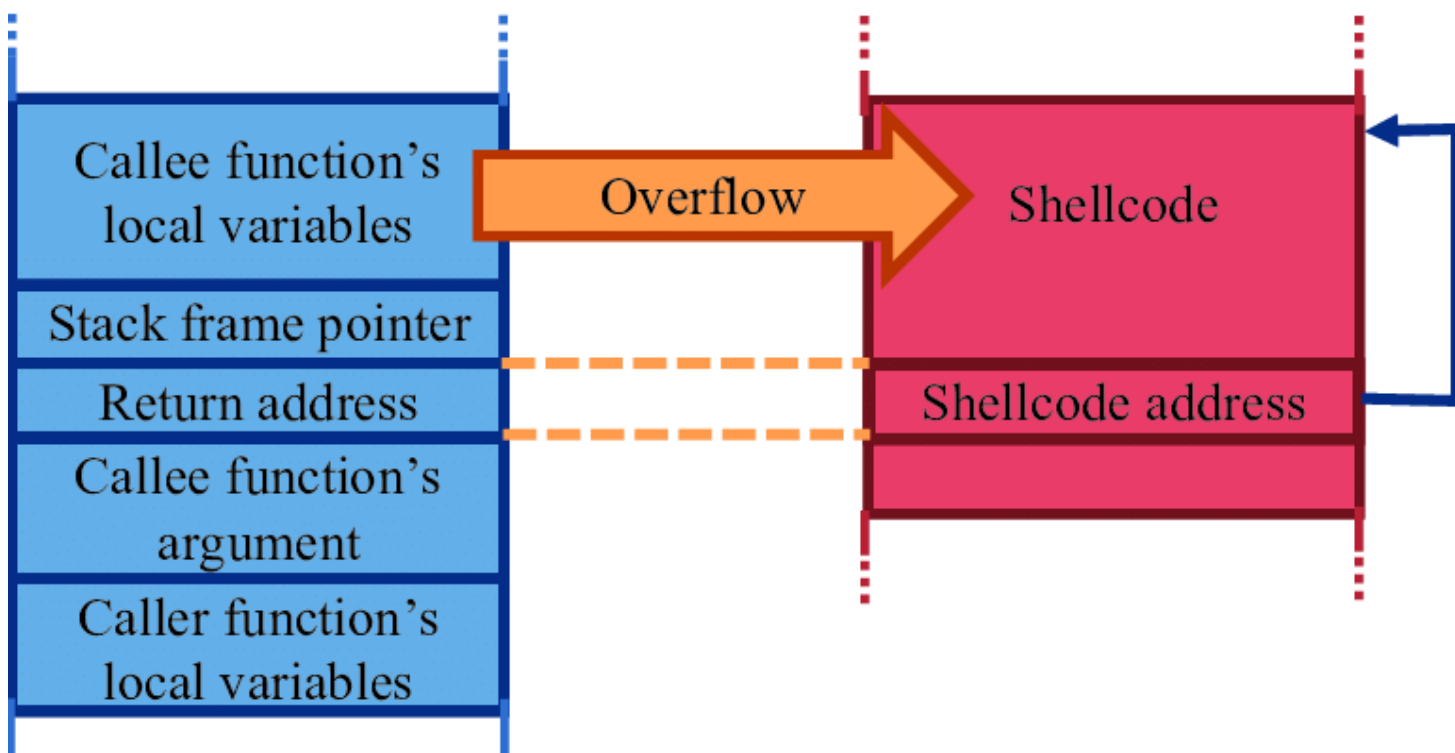 Callee function’s
local variables
Stack frame pointer
Return address
Callee function’s
argument
Caller function’s
local variables
Overflow
Shellcode
Shellcode address